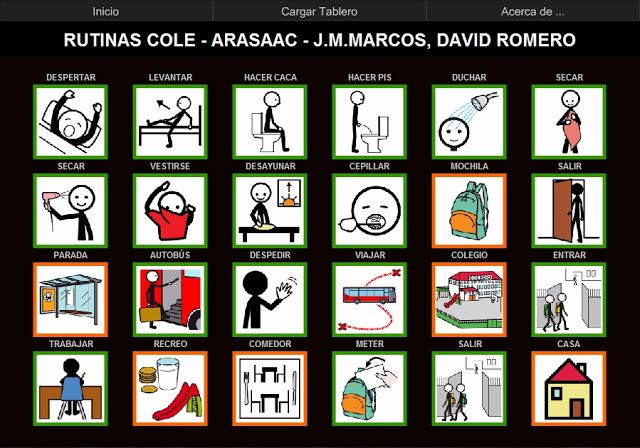 Inicio
Cargar Tablero
Acerca de ...
RUTINAS COLE - ARASAAC - J.M.MARCOS, DAVID ROMERO
DESPERTAR
LEVANTAR
HACER CACA
HACER PIS
DUCHAR
SECAR
SECAR
VESTIRSE
DESAYUNAR
CEPILLAR
MOCHILA
SALIR
PARADA
AUTOBÚS
DESPEDIR
VIAJAR
COLEGIO
ENTRAR
COLEGIO
TRABAJAR
RECREO
COMEDOR
METER
SALIR
CASA